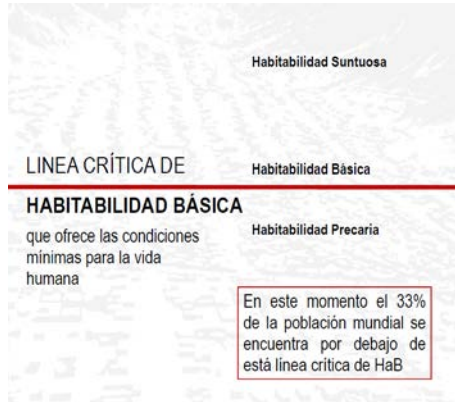 Habitabilidad Suntuosa
LINEA CRÍTICA DE
Habitabilidad Básica
HABITABILIDAD BÁSICA
que ofrece las condiciones
mínimas para la vida
humana
Habitabilidad Precaria
En este momento el 33%
de la población mundial se
encuentra por debajo de
está línea crítica de HaB